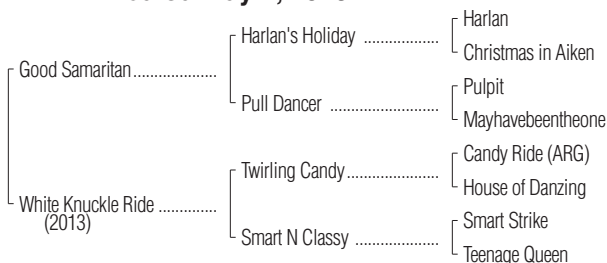 Harlan
Harlan's Holiday ..................
Christmas in Aiken
Good Samaritan....................
Pulpit
Pull Dancer ..........................
Mayhavebeentheone
Candy Ride (ARG)
Twirling Candy......................
House of Danzing
White Knuckle Ride ..............
(2013)
Smart Strike
Smart N Classy ....................
Teenage Queen